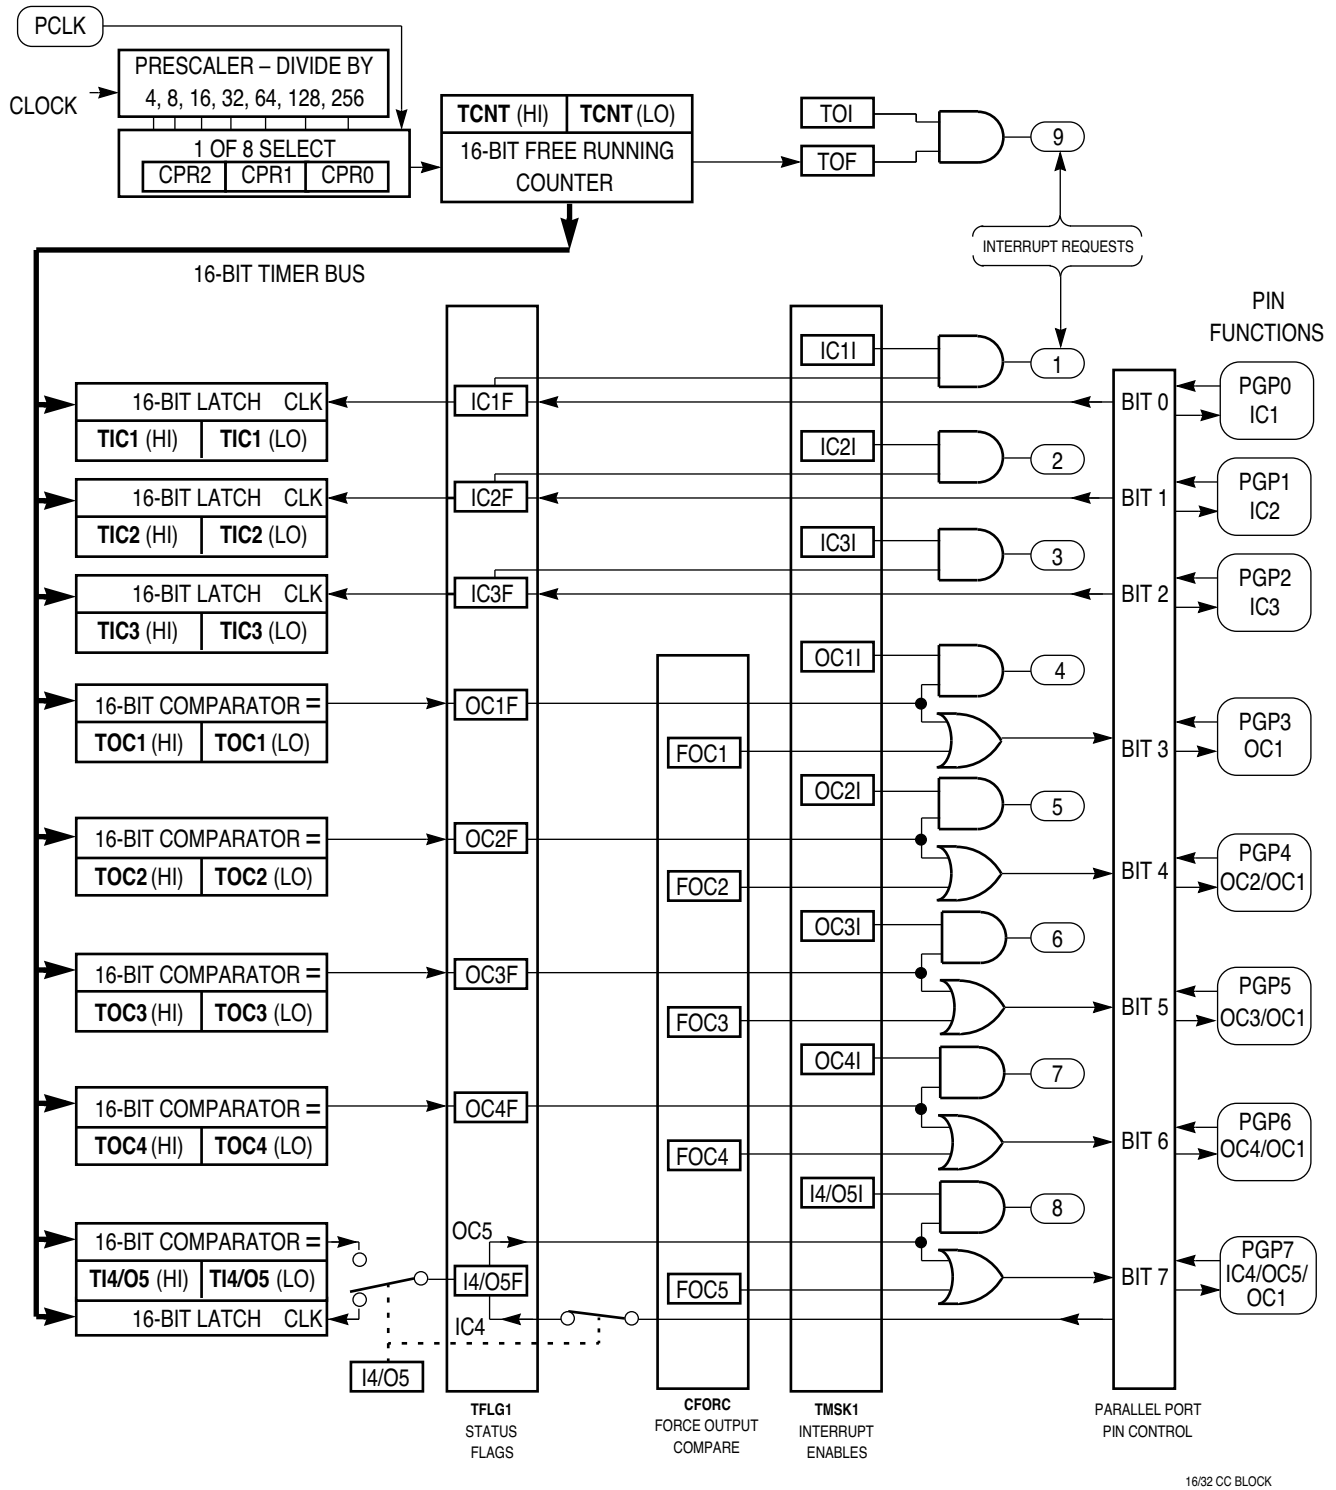 PCLK
PRESCALER – DIVIDE BY
4, 8, 16, 32, 64, 128, 256
CLOCK
1 OF 8 SELECT
CPR2 CPR1 CPR0
TCNT (HI) TCNT (LO)
16-BIT FREE RUNNING
COUNTER
TOI
TOF
9
INTERRUPT REQUESTS
16-BIT TIMER BUS
PIN
FUNCTIONS
IC1I
1
16-BIT LATCH CLK
TIC1 (HI) TIC1 (LO)
IC1F
BIT 0
PGP0
IC1
IC2I
2
16-BIT LATCH CLK
TIC2 (HI) TIC2 (LO)
IC2F
BIT 1
PGP1
IC2
IC3I
3
16-BIT LATCH CLK
TIC3 (HI) TIC3 (LO)
IC3F
BIT 2
PGP2
IC3
OC1I
4
16-BIT COMPARATOR =
TOC1 (HI) TOC1 (LO)
OC1F
FOC1
BIT 3
PGP3
OC1
OC2I
5
16-BIT COMPARATOR =
TOC2 (HI) TOC2 (LO)
OC2F
FOC2
BIT 4
PGP4
OC2/OC1
OC3I
6
16-BIT COMPARATOR =
TOC3 (HI) TOC3 (LO)
OC3F
FOC3
BIT 5
PGP5
OC3/OC1
OC4I
7
16-BIT COMPARATOR =
TOC4 (HI) TOC4 (LO)
OC4F
FOC4
BIT 6
PGP6
OC4/OC1
I4/O5I
8
16-BIT COMPARATOR =
TI4/O5 (HI) TI4/O5 (LO)
16-BIT LATCH CLK
OC5
I4/O5F
IC4
FOC5
BIT 7
PGP7
IC4/OC5/
OC1
I4/O5
TFLG1
STATUS
FLAGS
CFORC
FORCE OUTPUT
COMPARE
TMSK1
INTERRUPT
ENABLES
PARALLEL PORT
PIN CONTROL
16/32 CC BLOCK